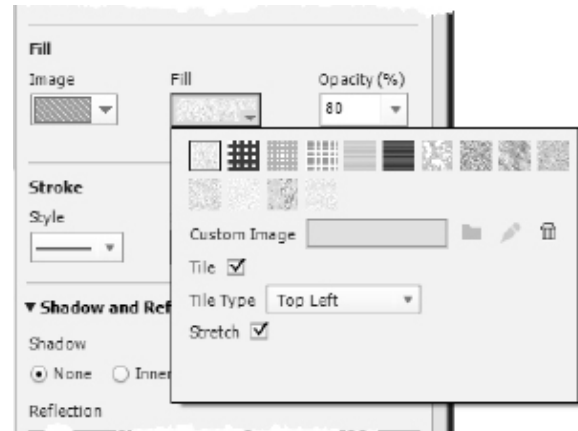 Fill
Image Fill Opacity (%)
80
Stroke
Style
Custom Image
Tile
Tile Type Top Left
Stretch
▼ Shadow and Ref
Shadow
None Inner
Reflection